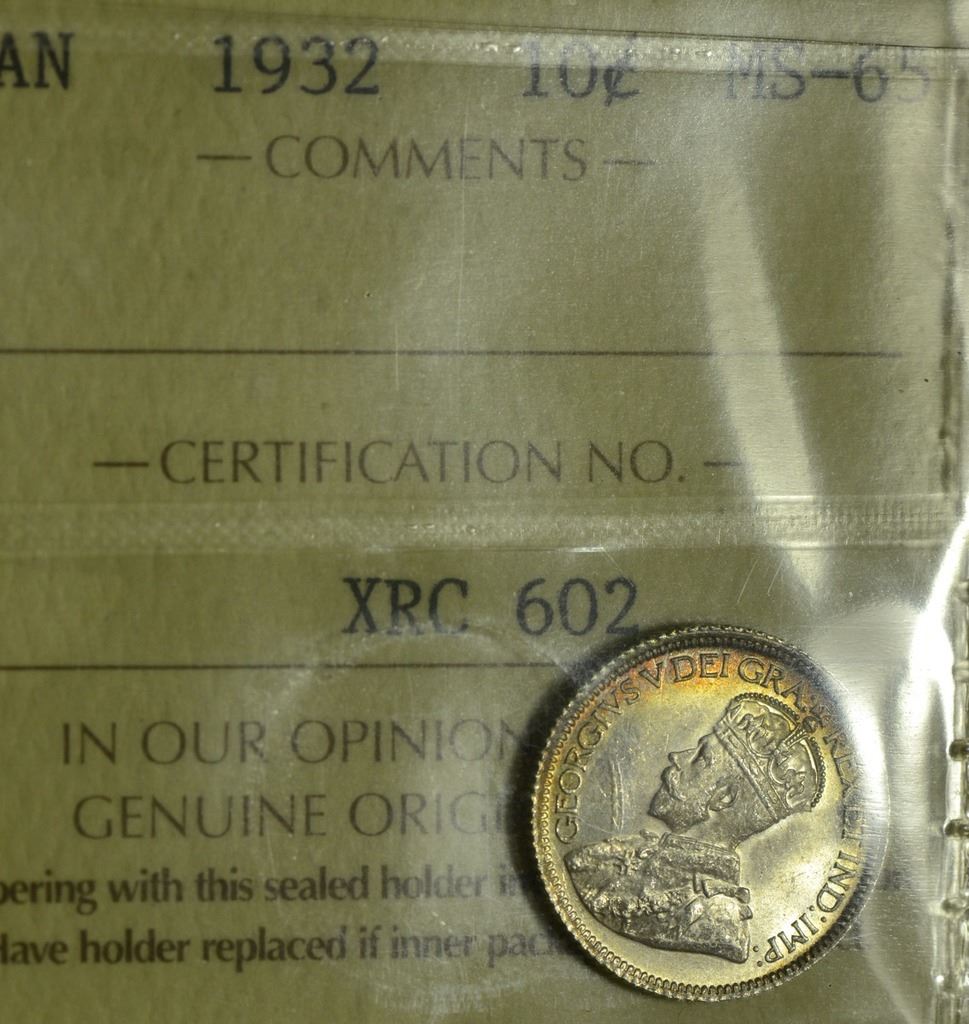 AN 1932 10¢ MS-65
— COMMENTS —
— CERTIFICATION NO. —
XRC 602
IN OUR OPINION
GENUINE ORIG
pering with this sealed holder in
Have holder replaced if inner pac
GEORGIVS V DEI GRA: REX ET IND: IMP: